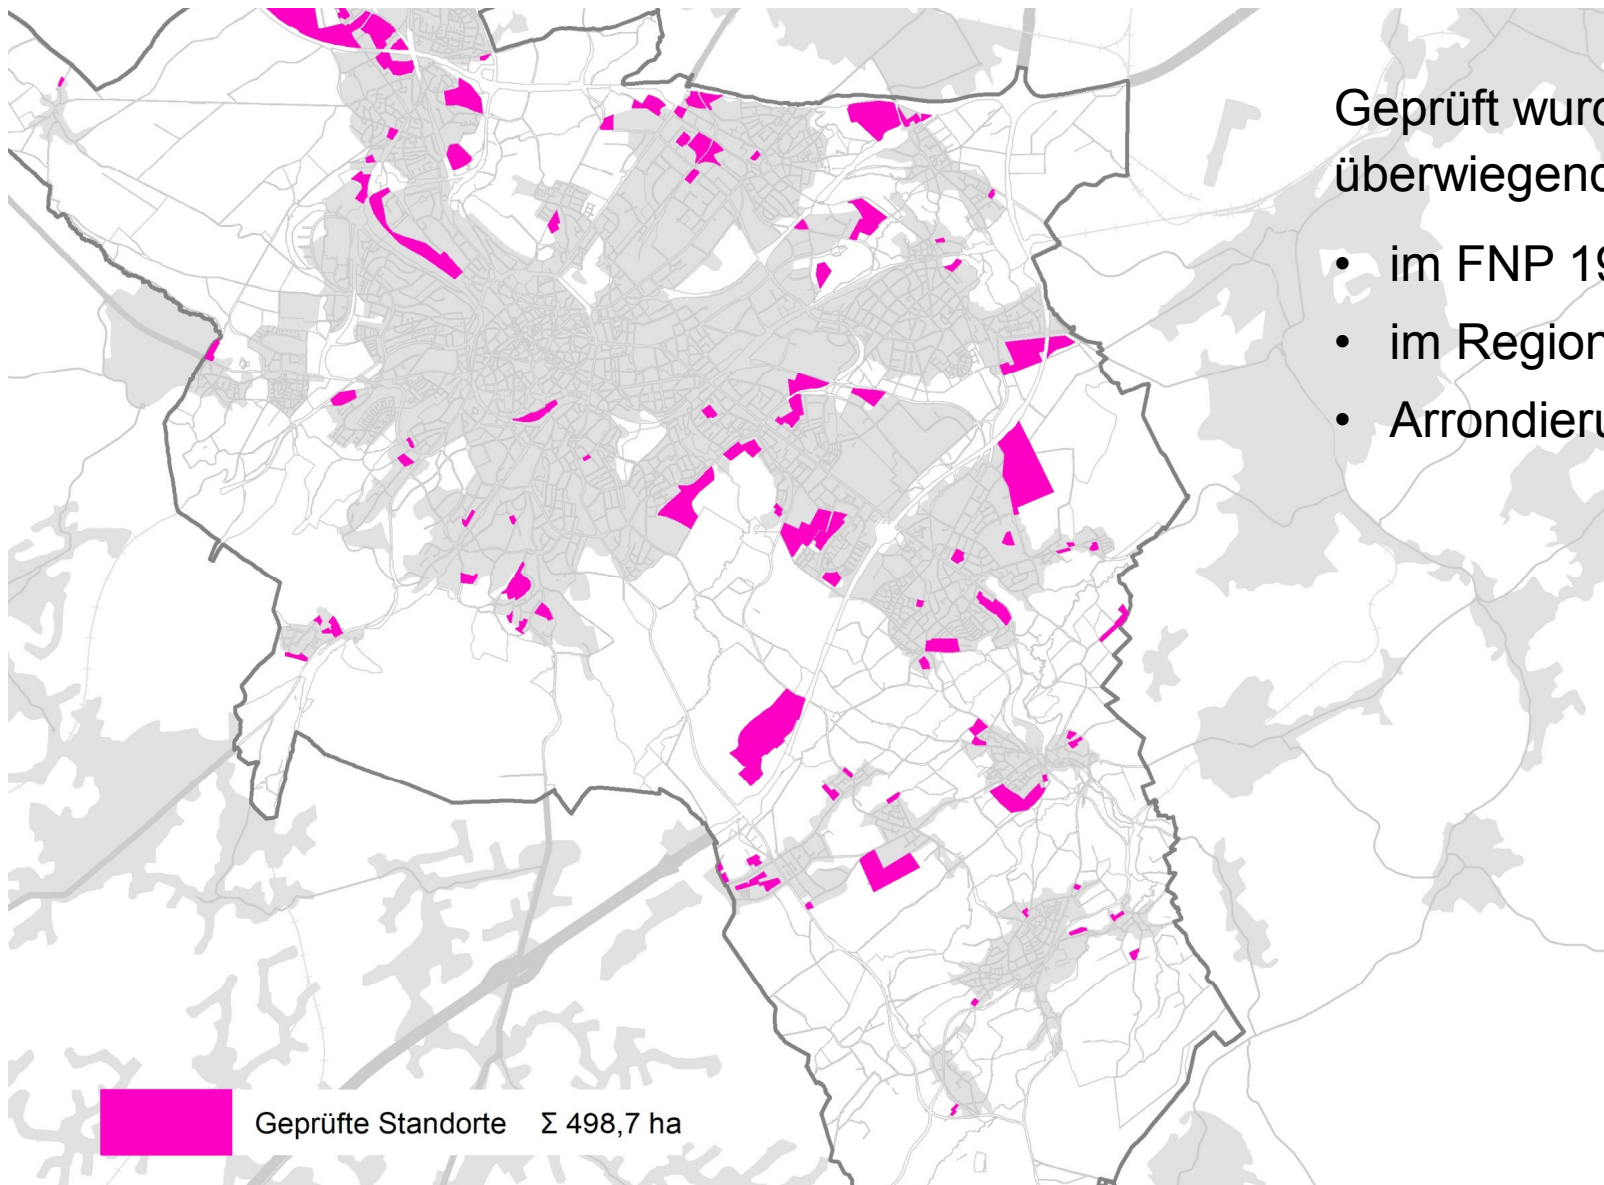 Geprüft wurd
überwiegend
• im FNP 19
• im Region
• Arrondieru
Geprüfte Standorte Σ 498,7 ha